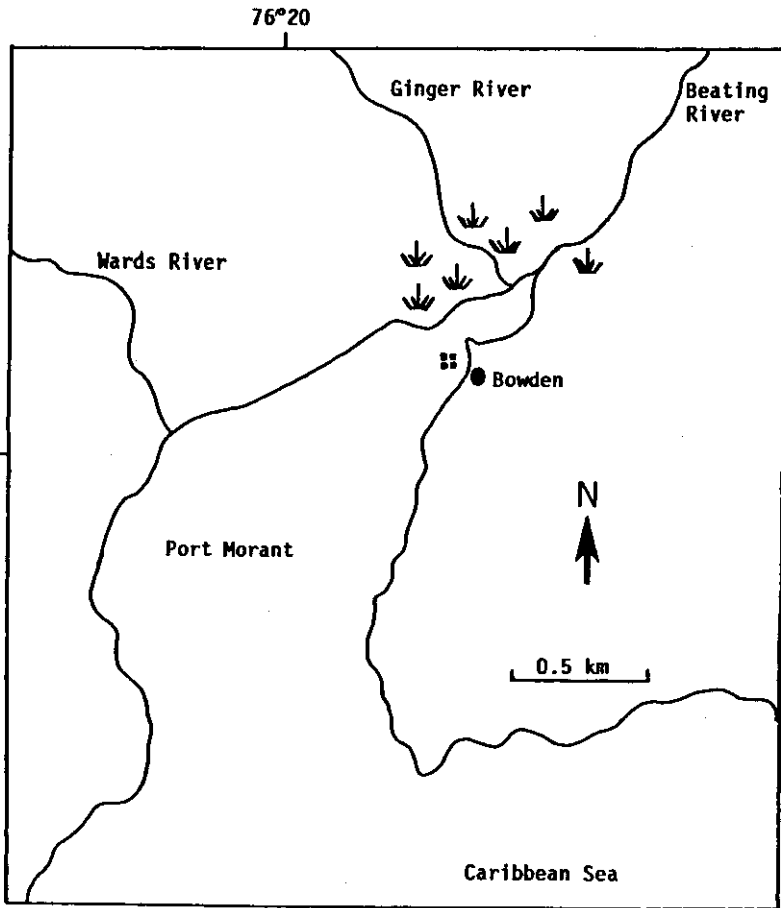 76°20
Ginger River
Beating
River
Wards River
Bowden
N
Port Morant
0.5 km
Caribbean Sea